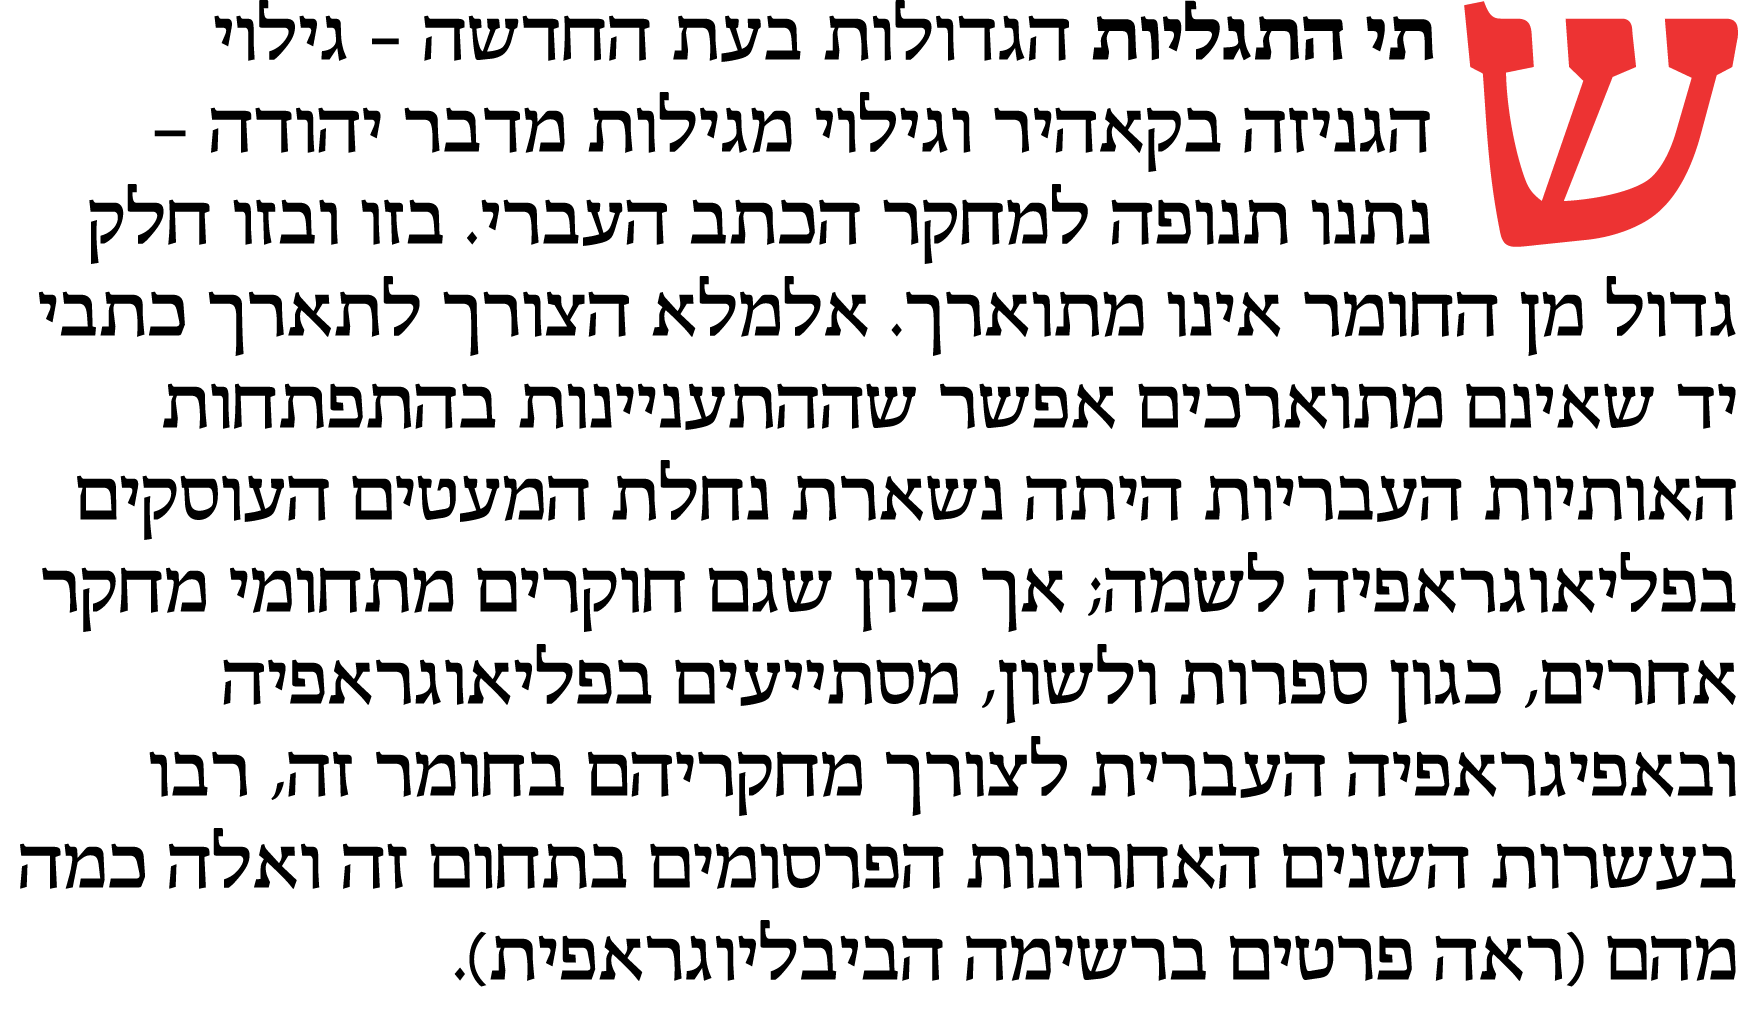 שתי התגליות הגדולות בעת החדשה – גילוי
הגניזה בקאהיר וגילוי מגילות מדבר יהודה –
נתנו תנופה למחקר הכתב העברי. בזו ובזו חלק
גדול מן החומר אינו מתוארך. אלמלא הצורך לתארך כתבי
יד שאינם מתוארכים אפשר שההתעניינות בהתפתחות
האותיות העבריות היתה נשארת נחלת המעטים העוסקים
בפליאוגראפיה לשמה; אך כיון שגם חוקרים מתחומי מחקר
אחרים, כגון ספרות ולשון, מסתייעים בפליאוגראפיה
ובאפיגראפיה העברית לצורך מחקריהם בחומר זה, רבו
בעשרות השנים האחרונות הפרסומים בתחום זה ואלה כמה
מהם (ראה פרטים ברשימה הביבליוגראפית).